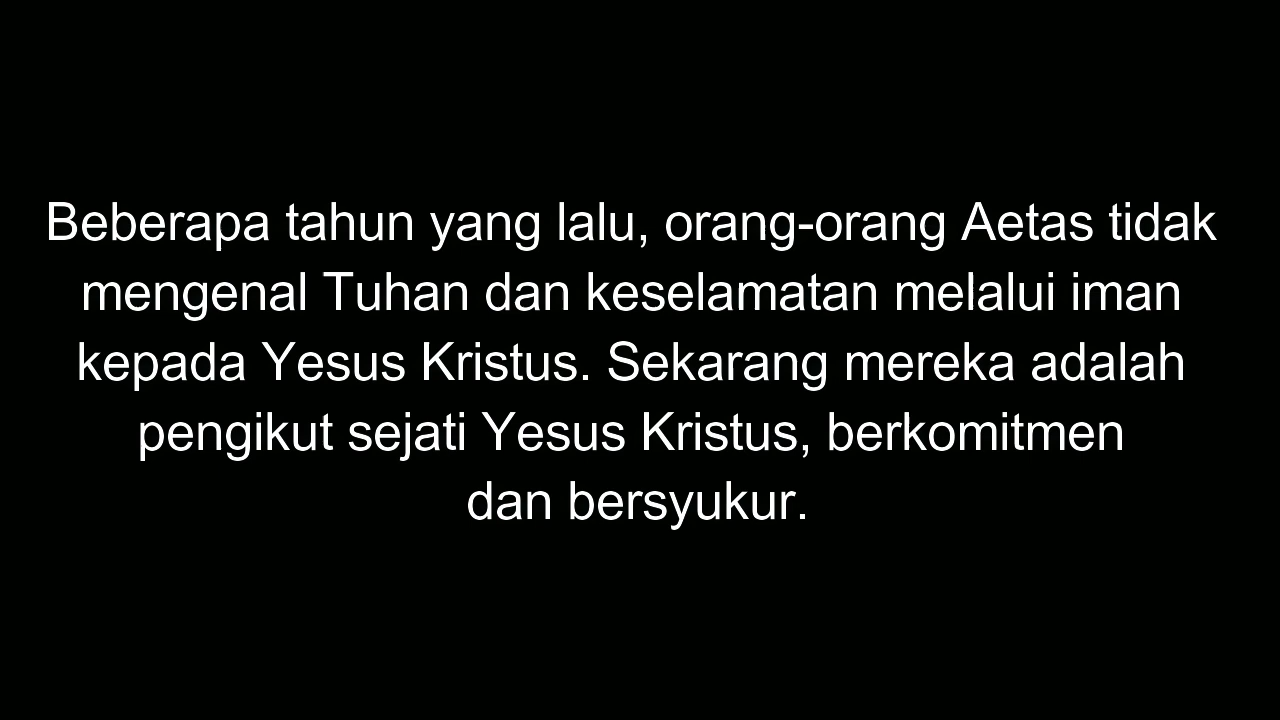 Beberapa tahun yang lalu, orang-orang Aetas tidak
mengenal Tuhan dan keselamatan melalui iman
kepada Yesus Kristus. Sekarang mereka adalah
pengikut sejati Yesus Kristus, berkomitmen
dan bersyukur.